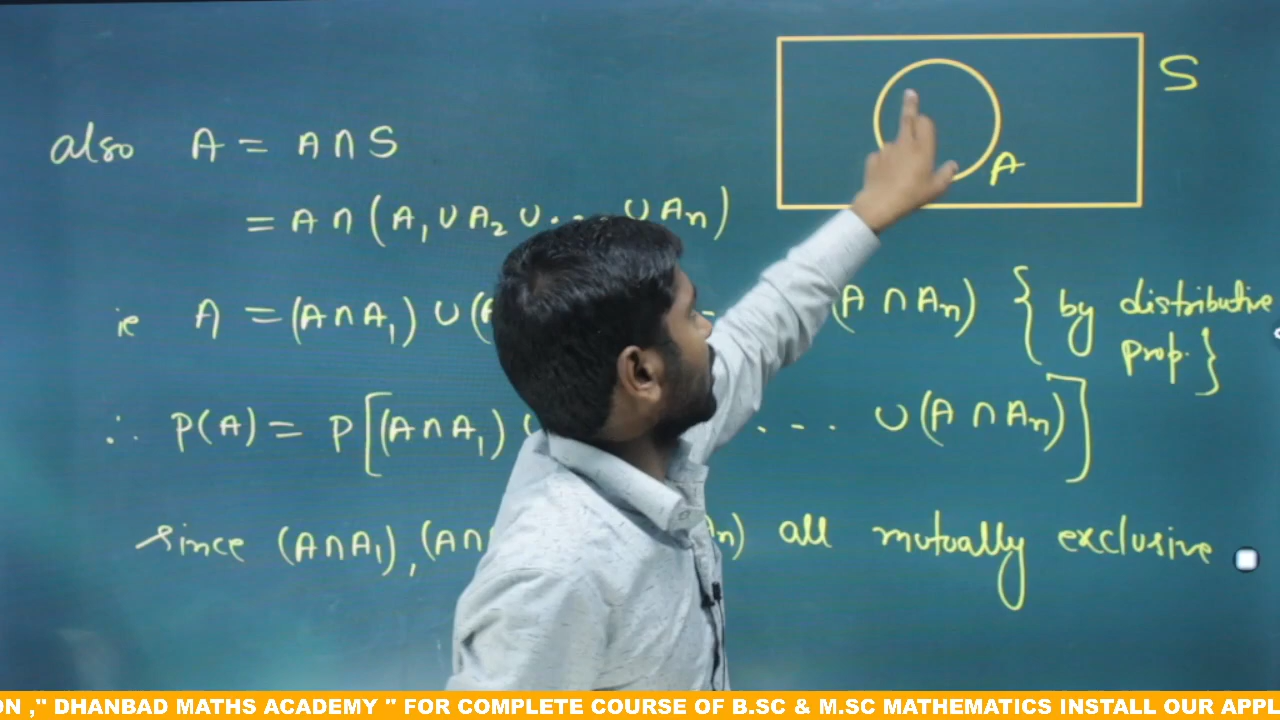 S
A
also A = A∩S
= A∩(A₁∪A₂∪... ∪Aₙ)
ie A = (A∩A₁)∪( (A∩Aₙ) { by distributive
prop. }
∴ P(A) = P[(A∩A₁) .... ∪(A∩Aₙ)]
since (A∩A₁), (A∩ ) all mutually exclusive
ON ," DHANBAD MATHS ACADEMY " FOR COMPLETE COURSE OF B.SC & M.SC MATHEMATICS INSTALL OUR APPL